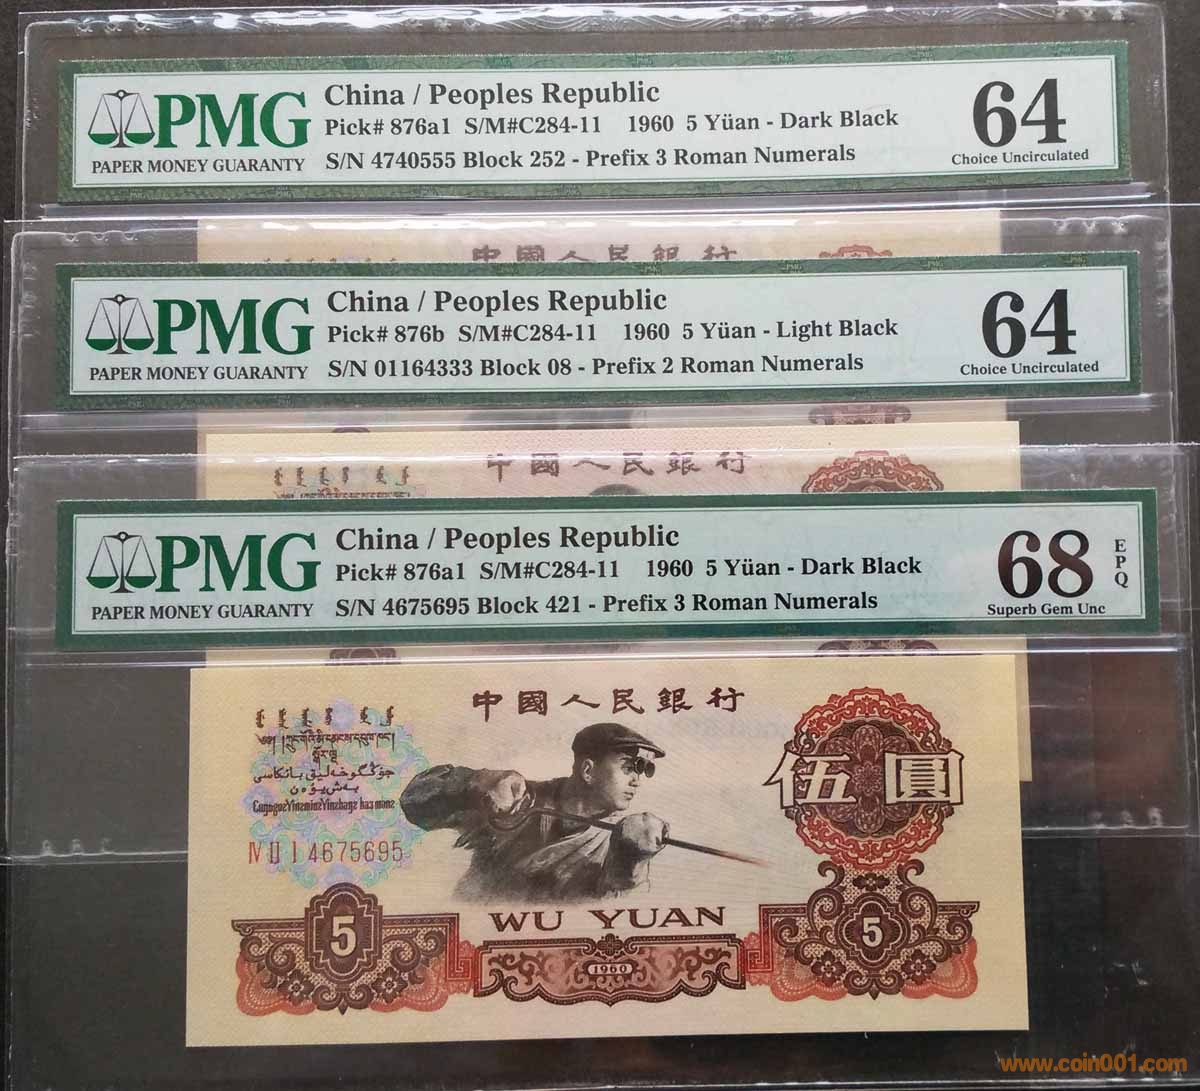 PMG
PAPER MONEY GUARANTY
China / Peoples Republic
Pick# 876a1 S/M#C284-11 1960 5 Yüan - Dark Black
S/N 4740555 Block 252 - Prefix 3 Roman Numerals
64
Choice Uncirculated
中國人民銀行
PMG
PAPER MONEY GUARANTY
China / Peoples Republic
Pick# 876b S/M#C284-11 1960 5 Yüan - Light Black
S/N 01164333 Block 08 - Prefix 2 Roman Numerals
64
Choice Uncirculated
中國人民銀行
PMG
PAPER MONEY GUARANTY
China / Peoples Republic
Pick# 876a1 S/M#C284-11 1960 5 Yüan - Dark Black
S/N 4675695 Block 421 - Prefix 3 Roman Numerals
68
EPQ
Superb Gem Unc
中國人民銀行
伍圓
IV II I 4675695
WU YUAN
5
1960
5
www.coin001.com